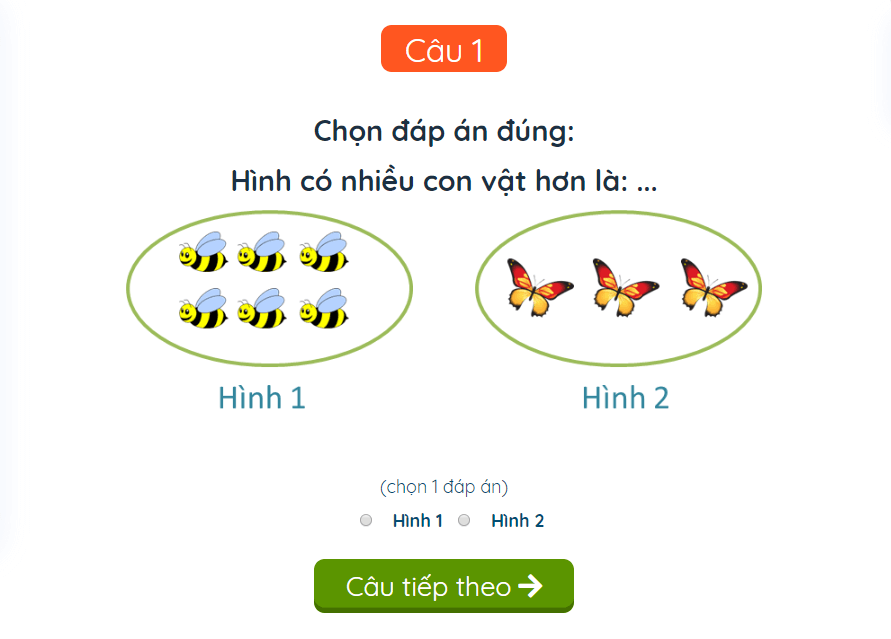 Câu 1
Chọn đáp án đúng:
Hình có nhiều con vật hơn là: ...
Hình 1
Hình 2
(chọn 1 đáp án)
Hình 1 Hình 2
Câu tiếp theo